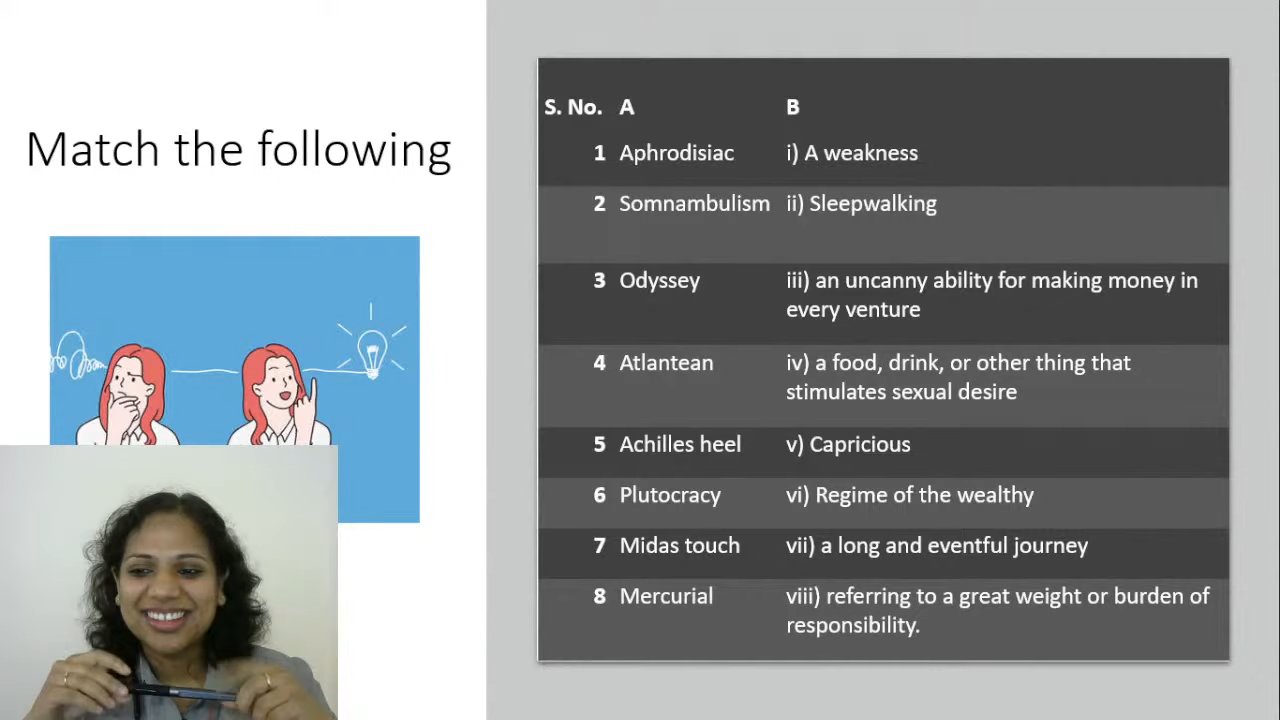 Match the following
S. No. A B
1 Aphrodisiac i) A weakness
2 Somnambulism ii) Sleepwalking
3 Odyssey iii) an uncanny ability for making money in
every venture
4 Atlantean iv) a food, drink, or other thing that
stimulates sexual desire
5 Achilles heel v) Capricious
6 Plutocracy vi) Regime of the wealthy
7 Midas touch vii) a long and eventful journey
8 Mercurial viii) referring to a great weight or burden of
responsibility.